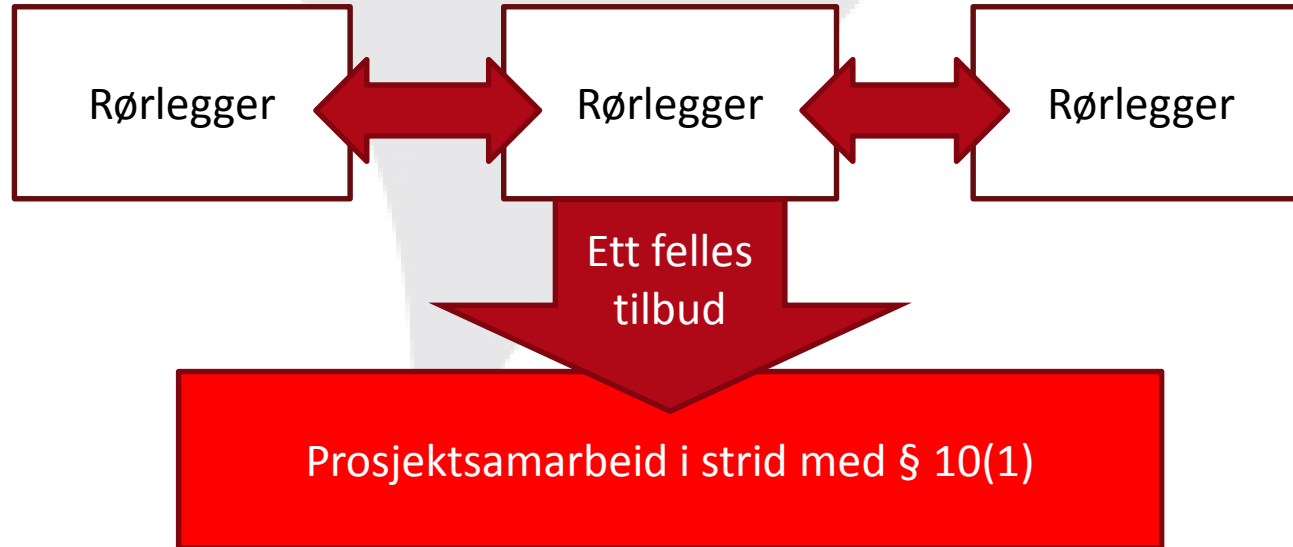 Rørlegger
Rørlegger
Rørlegger
Ett felles
tilbud
Prosjektsamarbeid i strid med § 10(1)